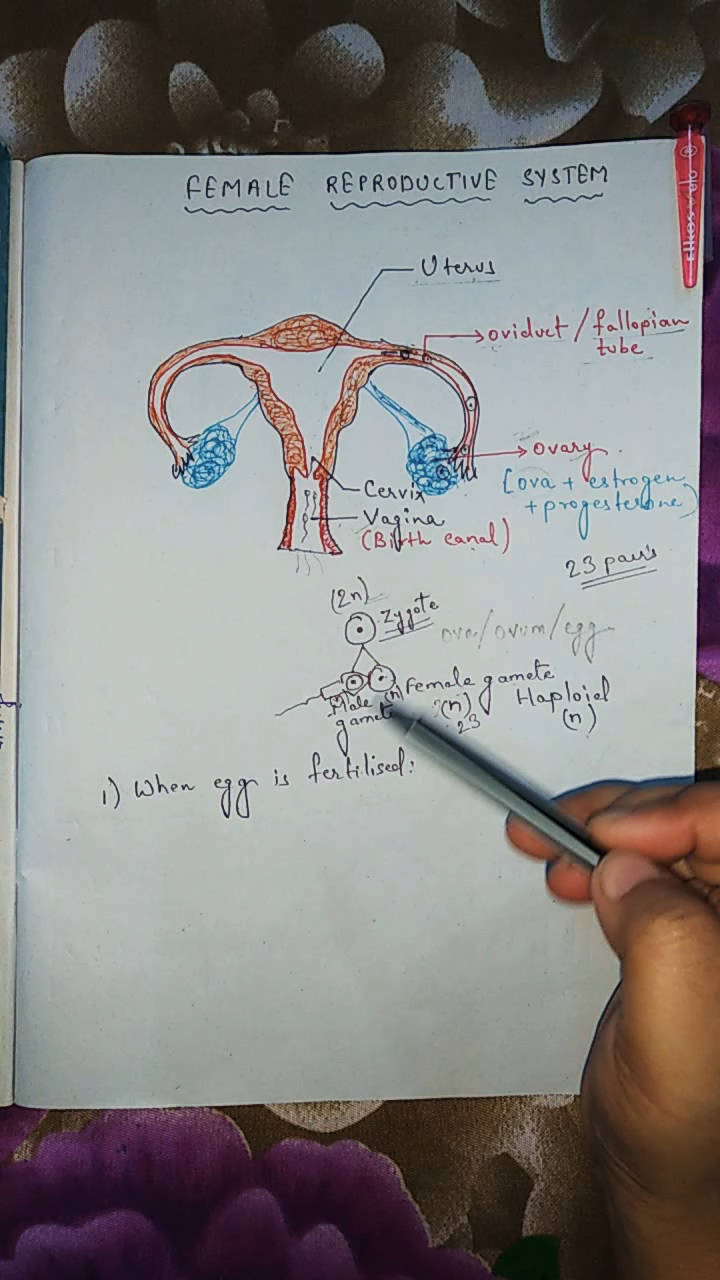 FEMALE REPRODUCTIVE SYSTEM
Uterus
oviduct / fallopian
tube
ovary
[ova + estrogen
+ progesterone]
Cervix
Vagina
(Birth canal)
23 pairs
(2n)
Zygote
ova/ovum/egg
Male
gamete
(n)
Female gamete
(n)
23
Haploid
(n)
1) When egg is fertilised:
elkos